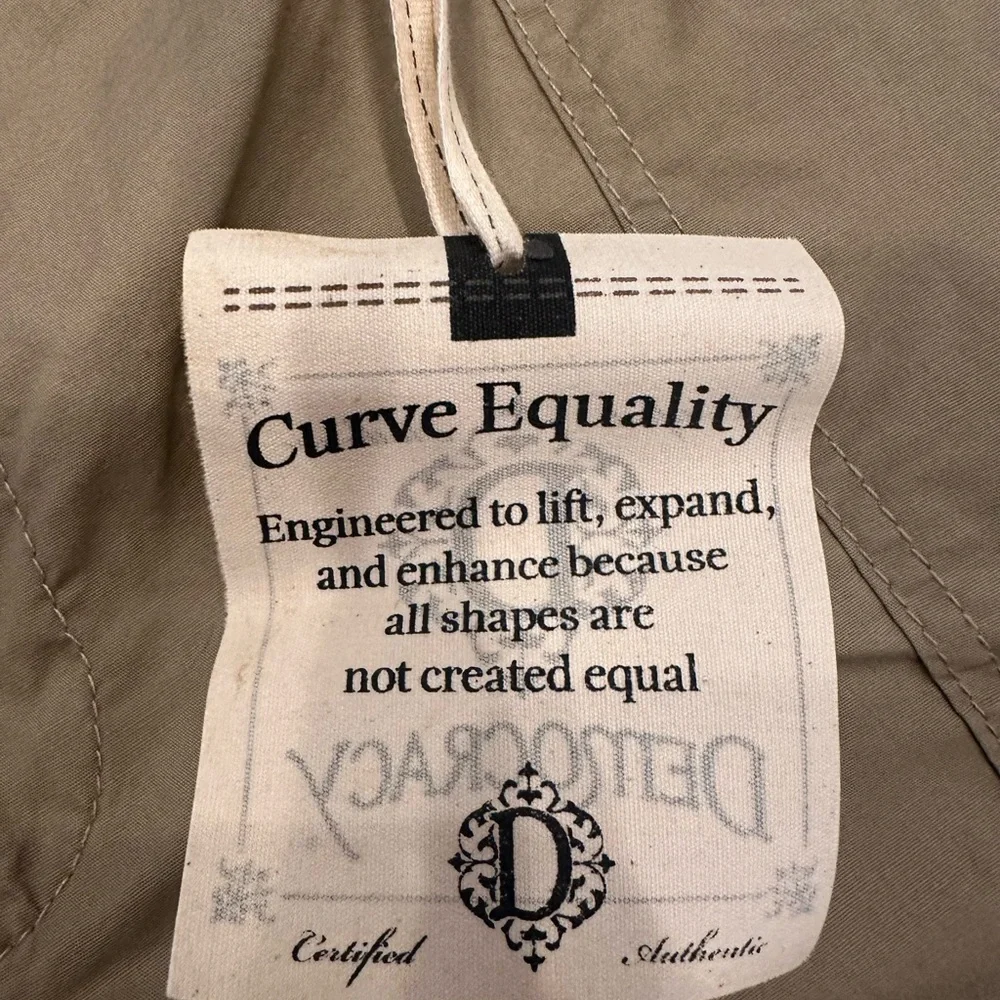 Curve Equality
Engineered to lift, expand,
and enhance because
all shapes are
not created equal
DEMOCRACY
D
Certified Authentic